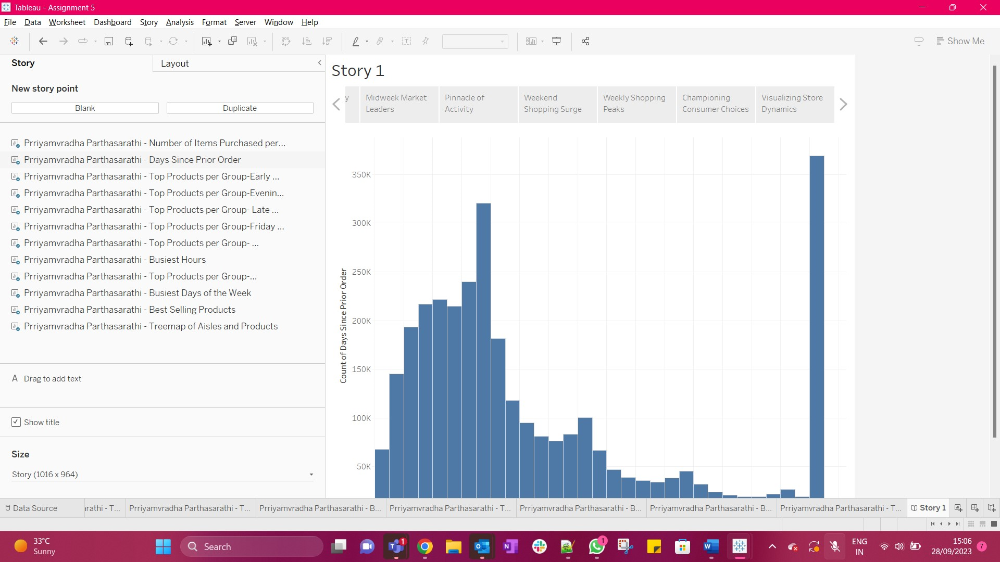 Tableau - Assignment 5
File Data Worksheet Dashboard Story Analysis Format Server Window Help
Show Me
Story
Layout
New story point
Blank
Duplicate
Prriyamvradha Parthasarathi - Number of Items Purchased per...
Prriyamvradha Parthasarathi - Days Since Prior Order
Prriyamvradha Parthasarathi - Top Products per Group-Early ...
Prriyamvradha Parthasarathi - Top Products per Group-Evenin...
Prriyamvradha Parthasarathi - Top Products per Group- Late ...
Prriyamvradha Parthasarathi - Top Products per Group-Friday ...
Prriyamvradha Parthasarathi - Top Products per Group- ...
Prriyamvradha Parthasarathi - Busiest Hours
Prriyamvradha Parthasarathi - Top Products per Group-...
Prriyamvradha Parthasarathi - Busiest Days of the Week
Prriyamvradha Parthasarathi - Best Selling Products
Prriyamvradha Parthasarathi - Treemap of Aisles and Products
A Drag to add text
Show title
Size
Story (1016 x 964)
Story 1
y
Midweek Market
Leaders
Pinnacle of
Activity
Weekend
Shopping Surge
Weekly Shopping
Peaks
Championing
Consumer Choices
Visualizing Store
Dynamics
Count of Days Since Prior Order
350K
300K
250K
200K
150K
100K
50K
Data Source
arathi - T...
Prriyamvradha Parthasarathi - T...
Prriyamvradha Parthasarathi - B...
Prriyamvradha Parthasarathi - T...
Prriyamvradha Parthasarathi - B...
Prriyamvradha Parthasarathi - B...
Prriyamvradha Parthasarathi - T...
Story 1
33°C
Sunny
Search
1
1
ENG
IN
15:06
28/09/2023
7